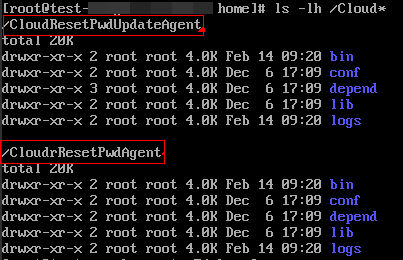 [root@test- home]# ls -lh /Cloud*
/CloudResetPwdUpdateAgent
total 20K
drwxr-xr-x 2 root root 4.0K Feb 14 09:20 bin
drwxr-xr-x 2 root root 4.0K Dec 6 17:09 conf
drwxr-xr-x 3 root root 4.0K Dec 6 17:09 depend
drwxr-xr-x 2 root root 4.0K Dec 6 17:09 lib
drwxr-xr-x 2 root root 4.0K Feb 14 09:20 logs
/CloudrResetPwdAgent
total 20K
drwxr-xr-x 2 root root 4.0K Feb 14 09:20 bin
drwxr-xr-x 2 root root 4.0K Dec 6 17:09 conf
drwxr-xr-x 2 root root 4.0K Dec 6 17:09 depend
drwxr-xr-x 2 root root 4.0K Dec 6 17:09 lib
drwxr-xr-x 2 root root 4.0K Feb 14 09:20 logs